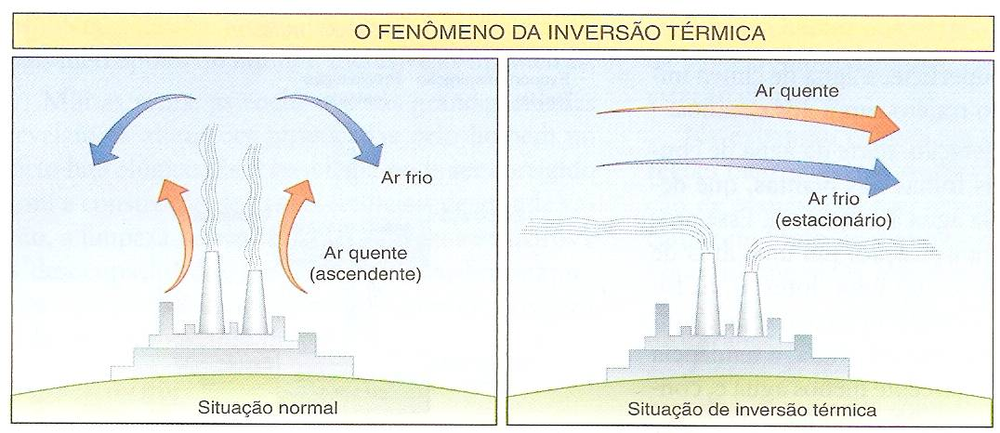 O FENÔMENO DA INVERSÃO TÉRMICA
Ar frio
Ar quente
(ascendente)
Situação normal
Ar quente
Ar frio
(estacionário)
Situação de inversão térmica